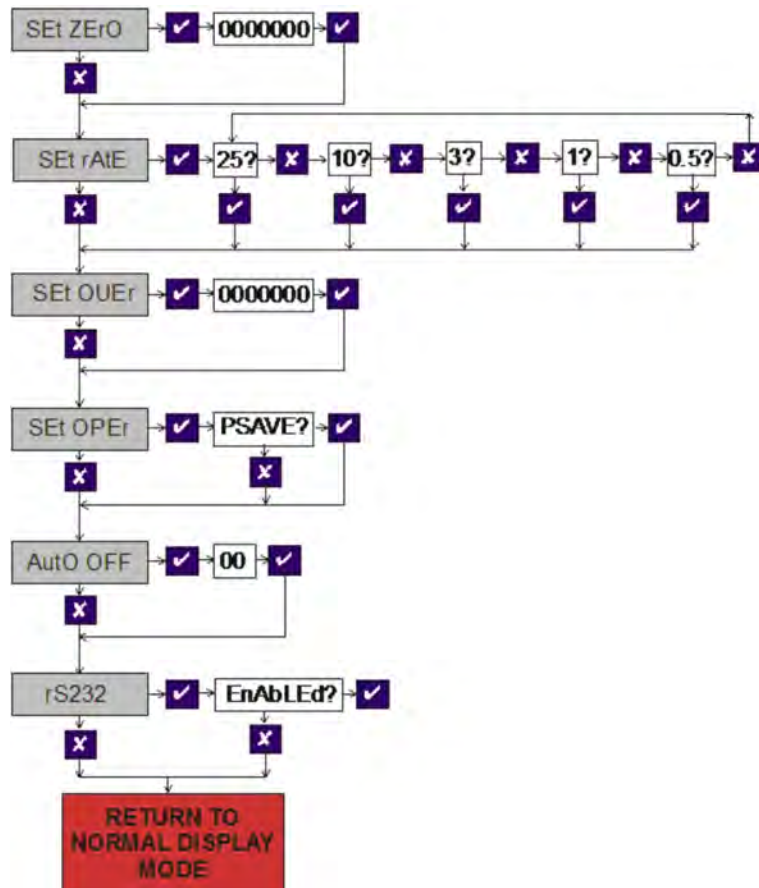 SEt ZErO ✔ 0000000 ✔
✘
SEt rAtE ✔ 25? ✘ 10? ✘ 3? ✘ 1? ✘ 0.5? ✘
✘ ✔ ✔ ✔ ✔ ✔
SEt OUEr ✔ 0000000 ✔
✘
SEt OPEr ✔ PSAVE? ✔
✘ ✘
AutO OFF ✔ 00 ✔
✘
rS232 ✔ EnAbLEd? ✔
✘ ✘
RETURN TO
NORMAL DISPLAY
MODE